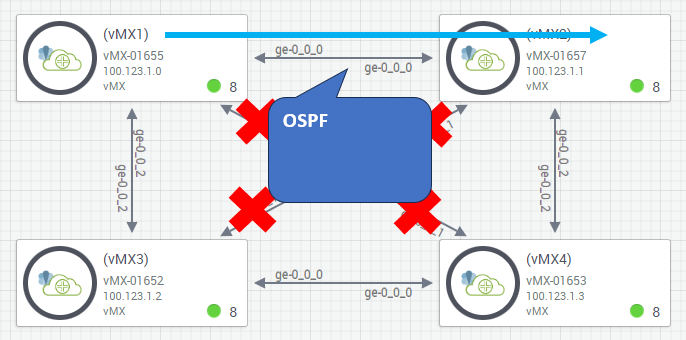 (vMX1)
vMX-01655
100.123.1.0
vMX
8
ge-0_0_0
ge-0_0_0
(vMX2)
vMX-01657
100.123.1.1
vMX
8
OSPF
ge-0_0_2
ge-0_0_2
ge-0_0_2
ge-0_0_2
(vMX3)
vMX-01652
100.123.1.2
vMX
8
ge-0_0_0
ge-0_0_0
(vMX4)
vMX-01653
100.123.1.3
vMX
8